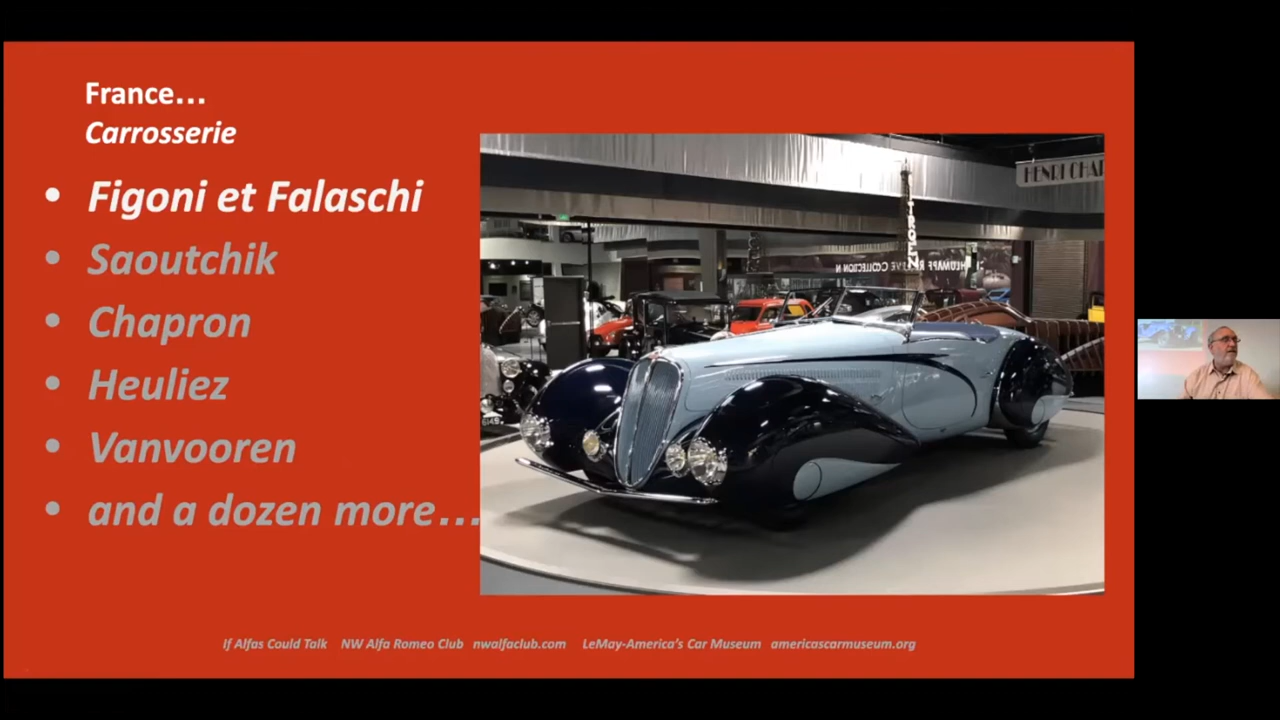 France…
Carrosserie
• Figoni et Falaschi
• Saoutchik
• Chapron
• Heuliez
• Vanvooren
• and a dozen more…
HENRI CHAP
If Alfas Could Talk NW Alfa Romeo Club nwalfaclub.com LeMay-America's Car Museum americascarmuseum.org